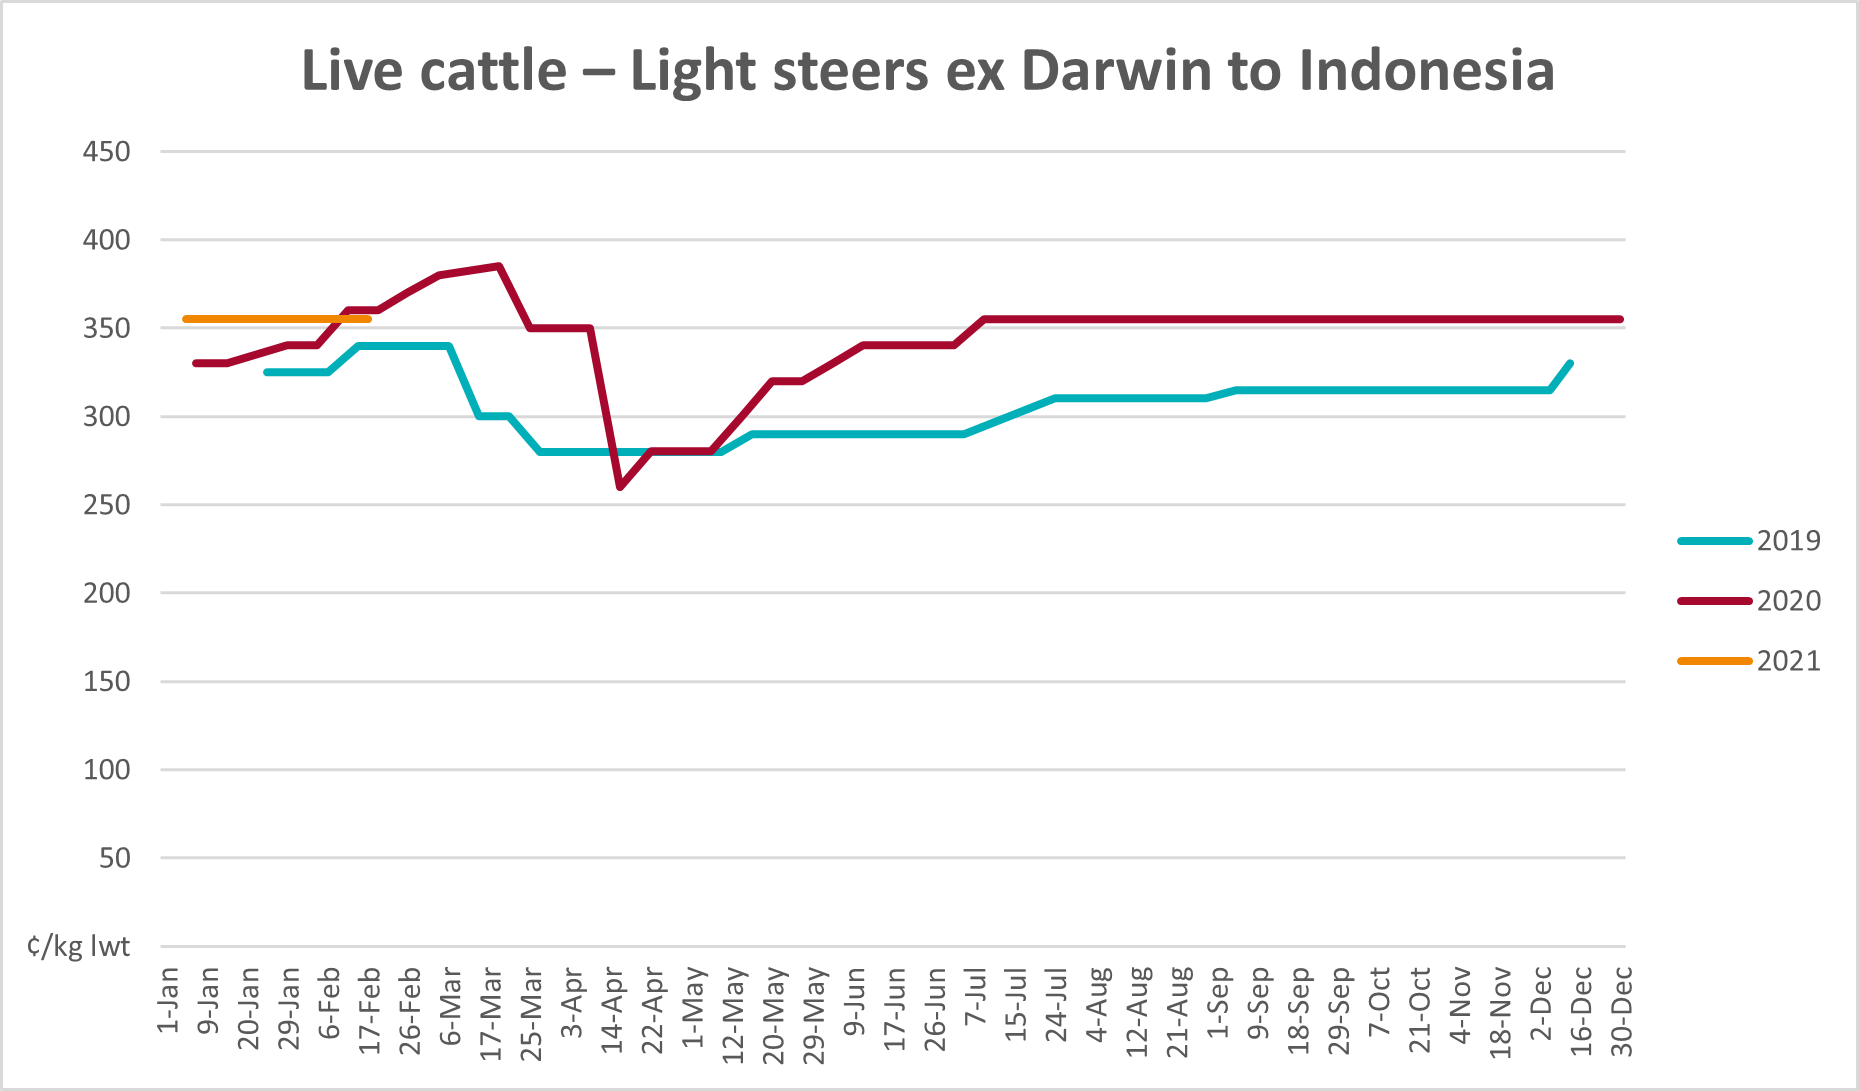 Live cattle – Light steers ex Darwin to Indonesia
450
400
350
300
250
200
150
100
50
¢/kg lwt
1-Jan
9-Jan
20-Jan
29-Jan
6-Feb
17-Feb
26-Feb
6-Mar
17-Mar
25-Mar
3-Apr
14-Apr
22-Apr
1-May
12-May
20-May
29-May
9-Jun
17-Jun
26-Jun
7-Jul
15-Jul
24-Jul
4-Aug
12-Aug
21-Aug
1-Sep
9-Sep
18-Sep
29-Sep
7-Oct
21-Oct
4-Nov
18-Nov
2-Dec
16-Dec
30-Dec
2019
2020
2021